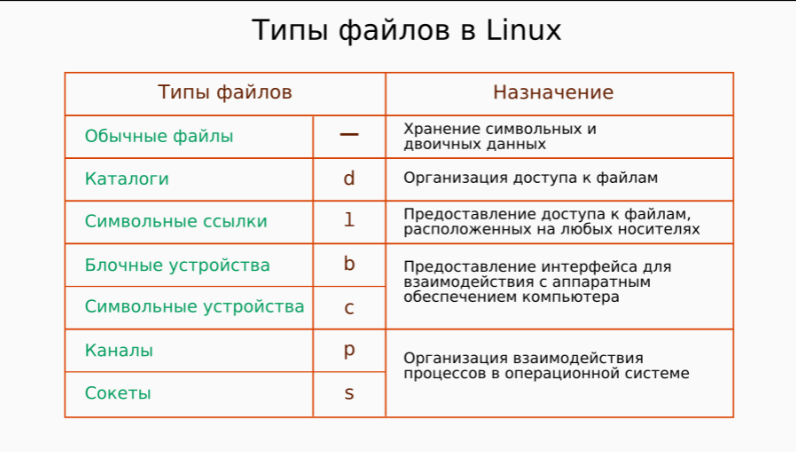 Типы файлов в Linux
Типы файлов
Назначение
Обычные файлы
—
Хранение символьных и
двоичных данных
Каталоги
d
Организация доступа к файлам
Символьные ссылки
l
Предоставление доступа к файлам,
расположенных на любых носителях
Блочные устройства
b
Предоставление интерфейса для
взаимодействия с аппаратным
обеспечением компьютера
Символьные устройства
c
Каналы
p
Организация взаимодействия
процессов в операционной системе
Сокеты
s